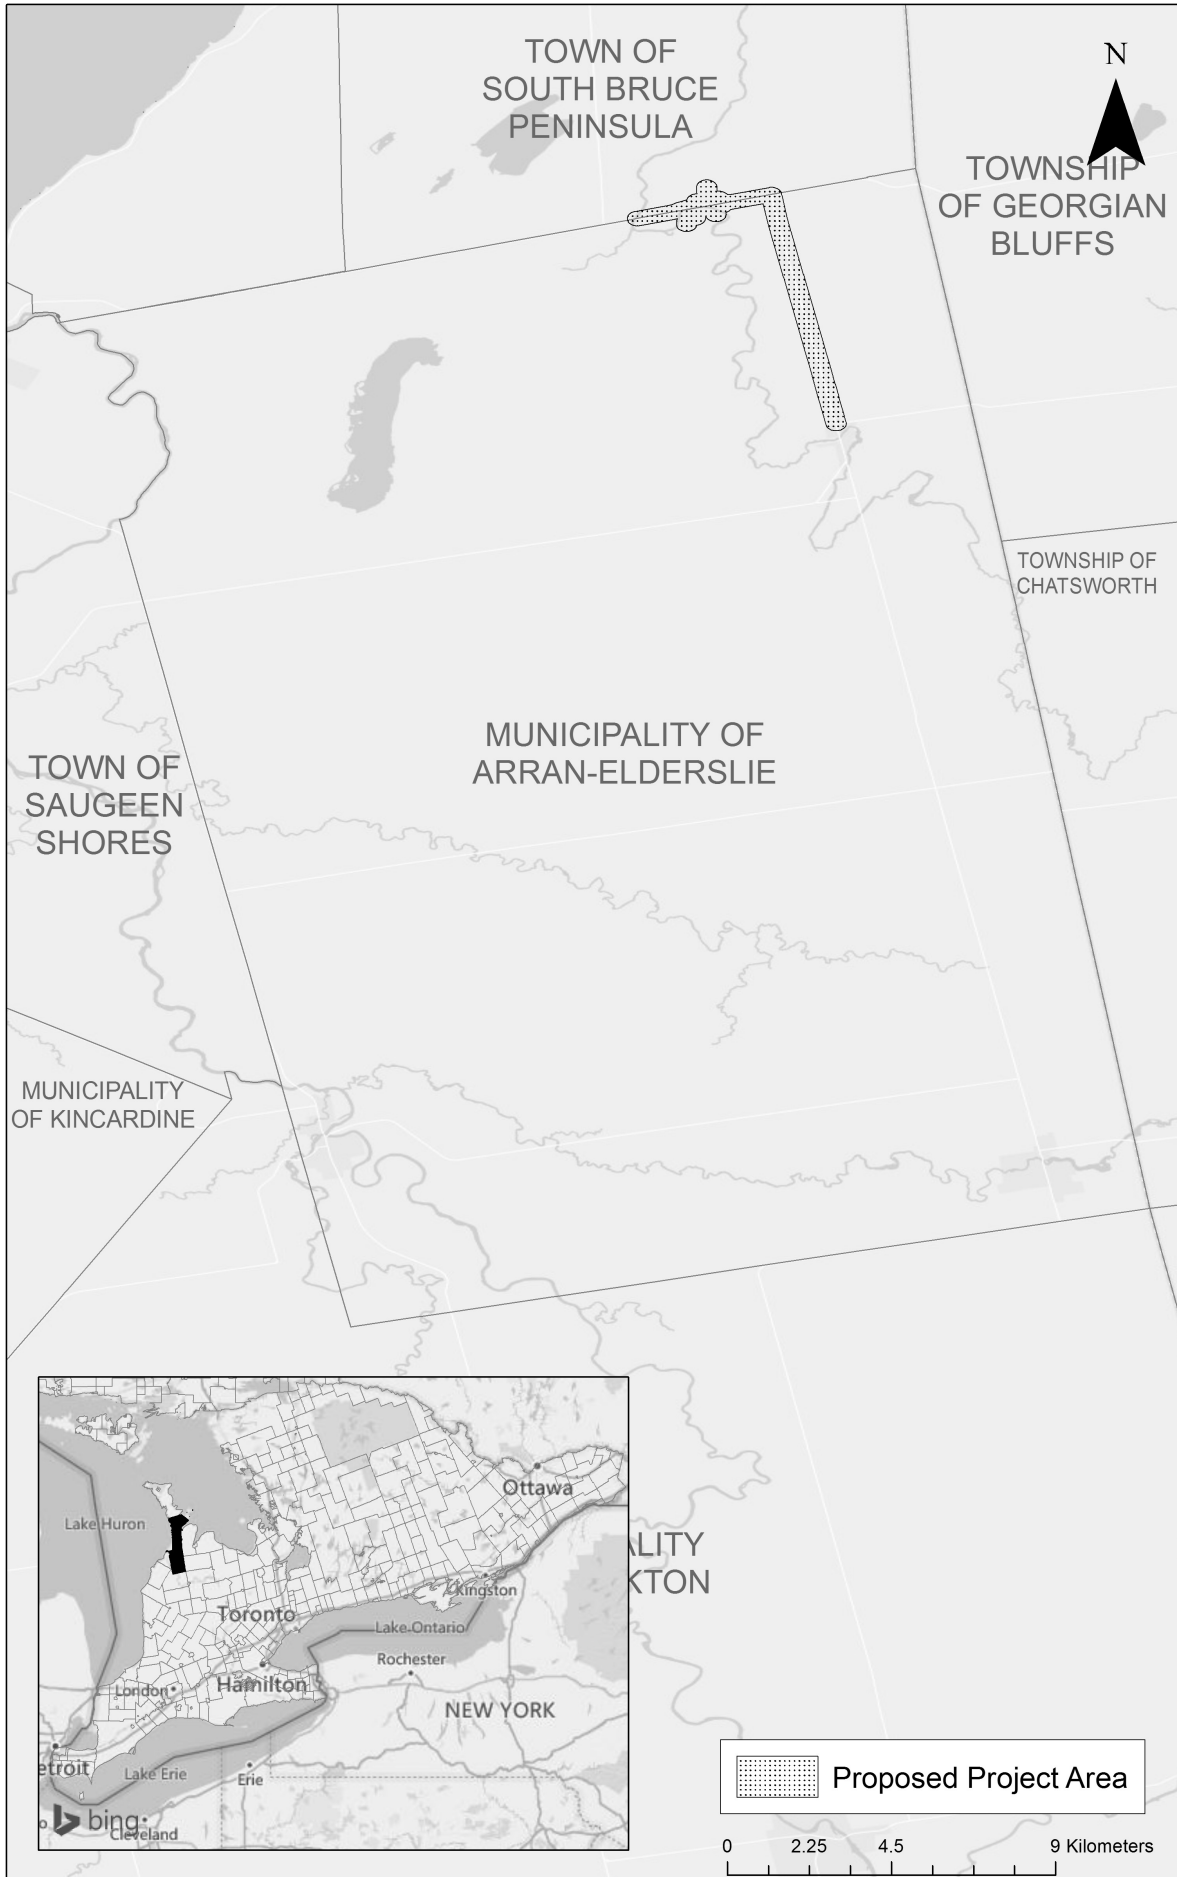 TOWN OF
SOUTH BRUCE
PENINSULA
N
TOWNSHIP
OF GEORGIAN
BLUFFS
TOWNSHIP OF
CHATSWORTH
MUNICIPALITY OF
ARRAN-ELDERSLIE
TOWN OF
SAUGEEN
SHORES
MUNICIPALITY
OF KINCARDINE
ALITY
KTON
Ottawa
Lake Huron
Kingston
Toronto
Lake Ontario
Rochester
London
Hamilton
NEW YORK
etroit
Lake Erie
Erie
o
bing
Cleveland
Proposed Project Area
0 2.25 4.5 9 Kilometers